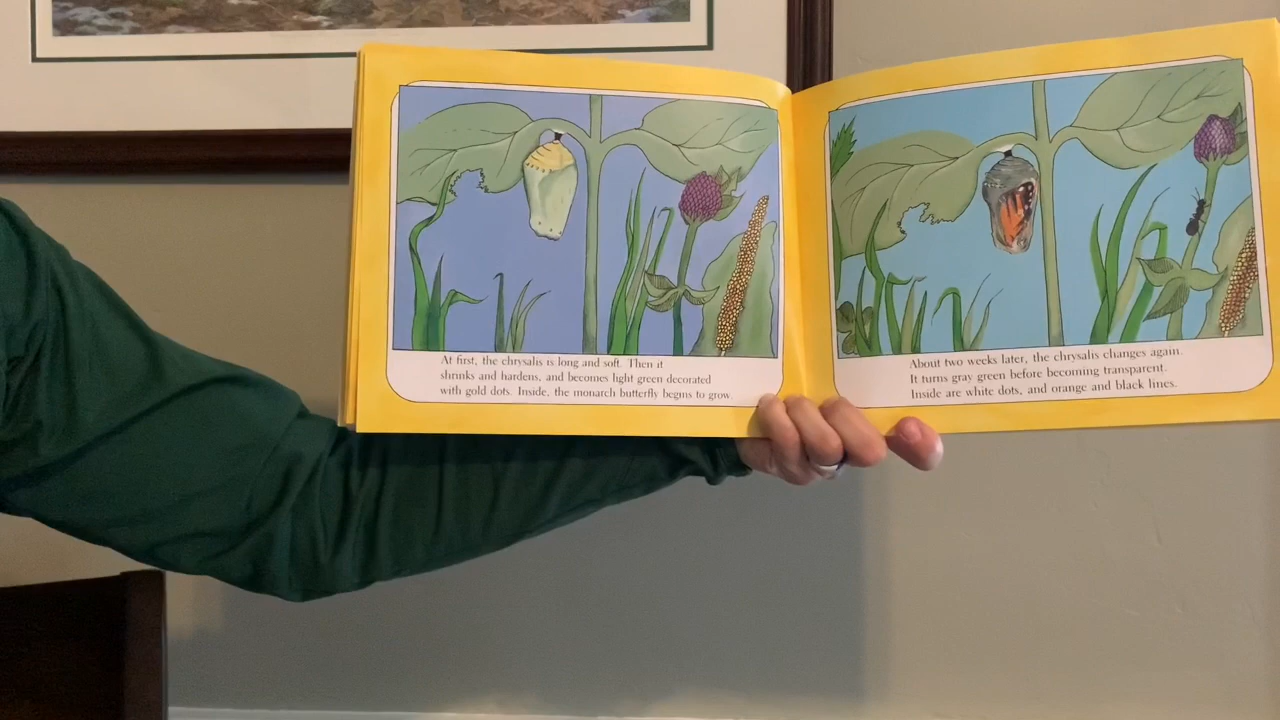 At first, the chrysalis is long and soft. Then it
shrinks and hardens, and becomes light green decorated
with gold dots. Inside, the monarch butterfly begins to grow.
About two weeks later, the chrysalis changes again.
It turns gray green before becoming transparent.
Inside are white dots, and orange and black lines.